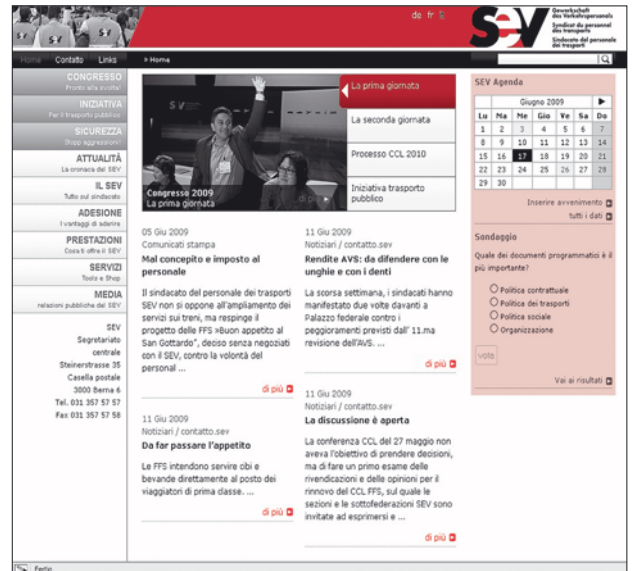 de fr it
SEV
Gewerkschaft
des Verkehrspersonals
Syndicat du personnel
des transports
Sindacato del personale
dei trasporti
Home Contatto Links
» Home
CONGRESSO
Pronto alla svolta!
INIZIATIVA
Per il trasporto pubblico
SICUREZZA
Stopp aggressioni!
ATTUALITÀ
La cronaca del SEV
IL SEV
Tutto sul sindacato
ADESIONE
I vantaggi di aderire
PRESTAZIONI
Cosa ti offre il SEV
SERVIZI
Tools e Shop
MEDIA
relazioni pubbliche del SEV
SEV
Segretariato
centrale
Steinerstrasse 35
Casella postale
3000 Berna 6
Tel. 031 357 57 57
Fax 031 357 57 58
Congresso 2009
La prima giornata
di più
La prima giornata
La seconda giornata
Processo CCL 2010
Iniziativa trasporto
pubblico
05 Giu 2009
Comunicati stampa
Mal concepito e imposto al
personale
Il sindacato del personale dei trasporti
SEV non si oppone all'ampliamento dei
servizi sui treni, ma respinge il
progetto delle FFS »Buon appetito al
San Gottardo", deciso senza negoziati
con il SEV, contro la volontà del
personal ...
di più
11 Giu 2009
Notiziari / contatto.sev
Da far passare l'appetito
Le FFS intendono servire cibi e
bevande direttamente al posto dei
viaggiatori di prima classe. ...
di più
11 Giu 2009
Notiziari / contatto.sev
Rendite AVS: da difendere con le
unghie e con i denti
La scorsa settimana, i sindacati hanno
manifestato due volte davanti a
Palazzo federale contro i
peggioramenti previsti dall' 11.ma
revisione dell'AVS. ...
di più
11 Giu 2009
Notiziari / contatto.sev
La discussione è aperta
La conferenza CCL del 27 maggio non
aveva l'obiettivo di prendere decisioni,
ma di fare un primo esame delle
rivendicazioni e delle opinioni per il
rinnovo del CCL FFS, sul quale le
sezioni e le sottofederazioni SEV sono
invitate ad esprimersi e ...
di più
SEV Agenda
Giugno 2009
Lu Ma Me Gio Ve Sa Do
1 2 3 4 5 6 7
8 9 10 11 12 13 14
15 16 17 18 19 20 21
22 23 24 25 26 27 28
29 30
Inserire avvenimento
tutti i dati
Sondaggio
Quale dei documenti programmatici è il
più importante?
Politica contrattuale
Politica dei trasporti
Politica sociale
Organizzazione
vota
Vai ai risultati
Fertig